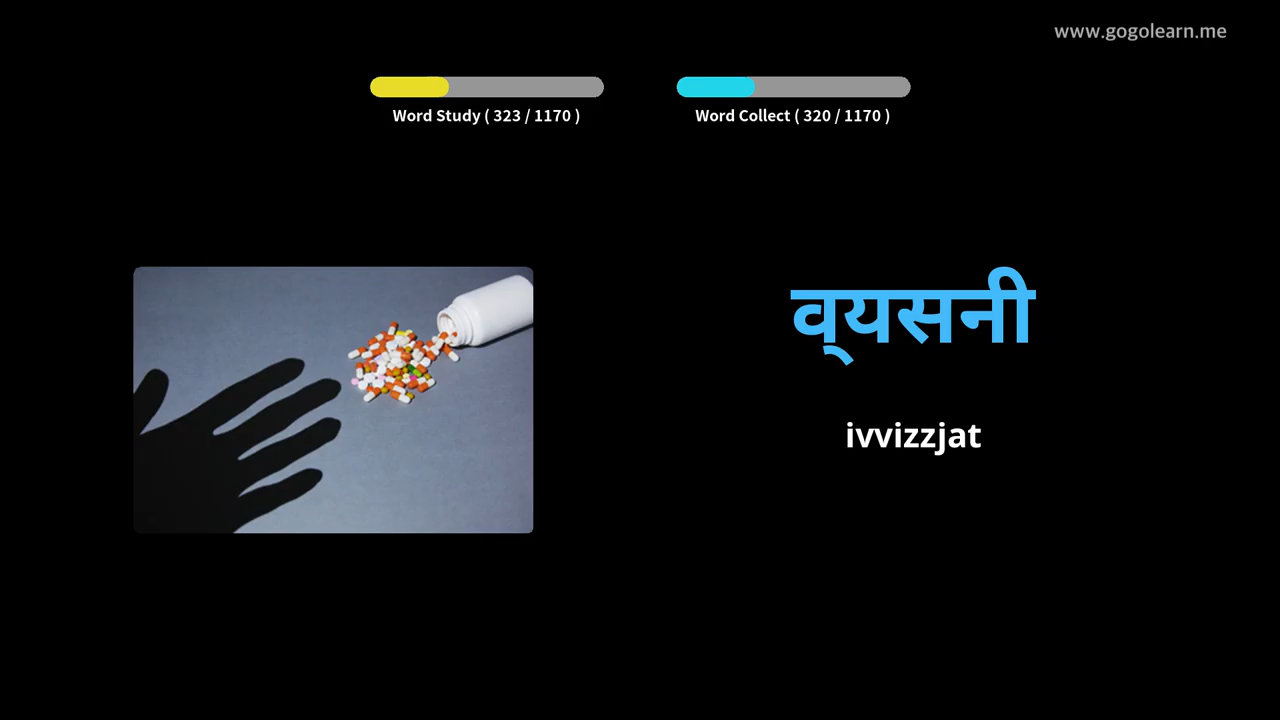 www.gogolearn.me
Word Study ( 323 / 1170 )
Word Collect ( 320 / 1170 )
व्‌यसनी
ivvizzjat